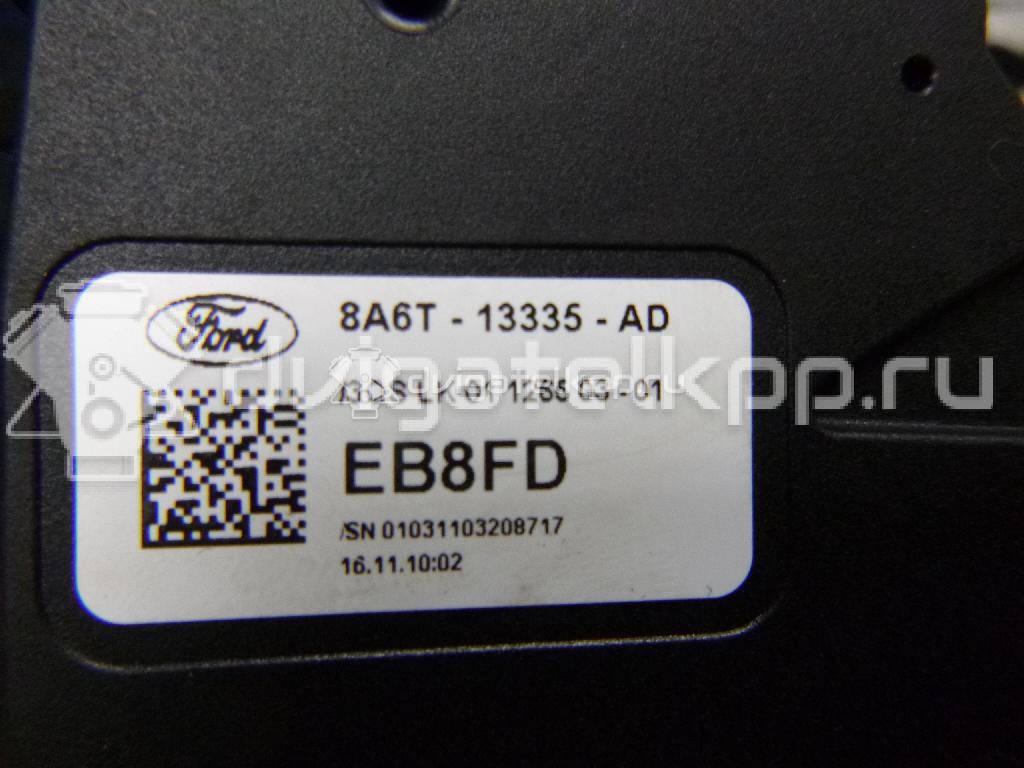 Ford
8A6T - 13335 - AD
EB8FD
/SN 01031103208717
16.11.10:02
dvigatelkpp.ru